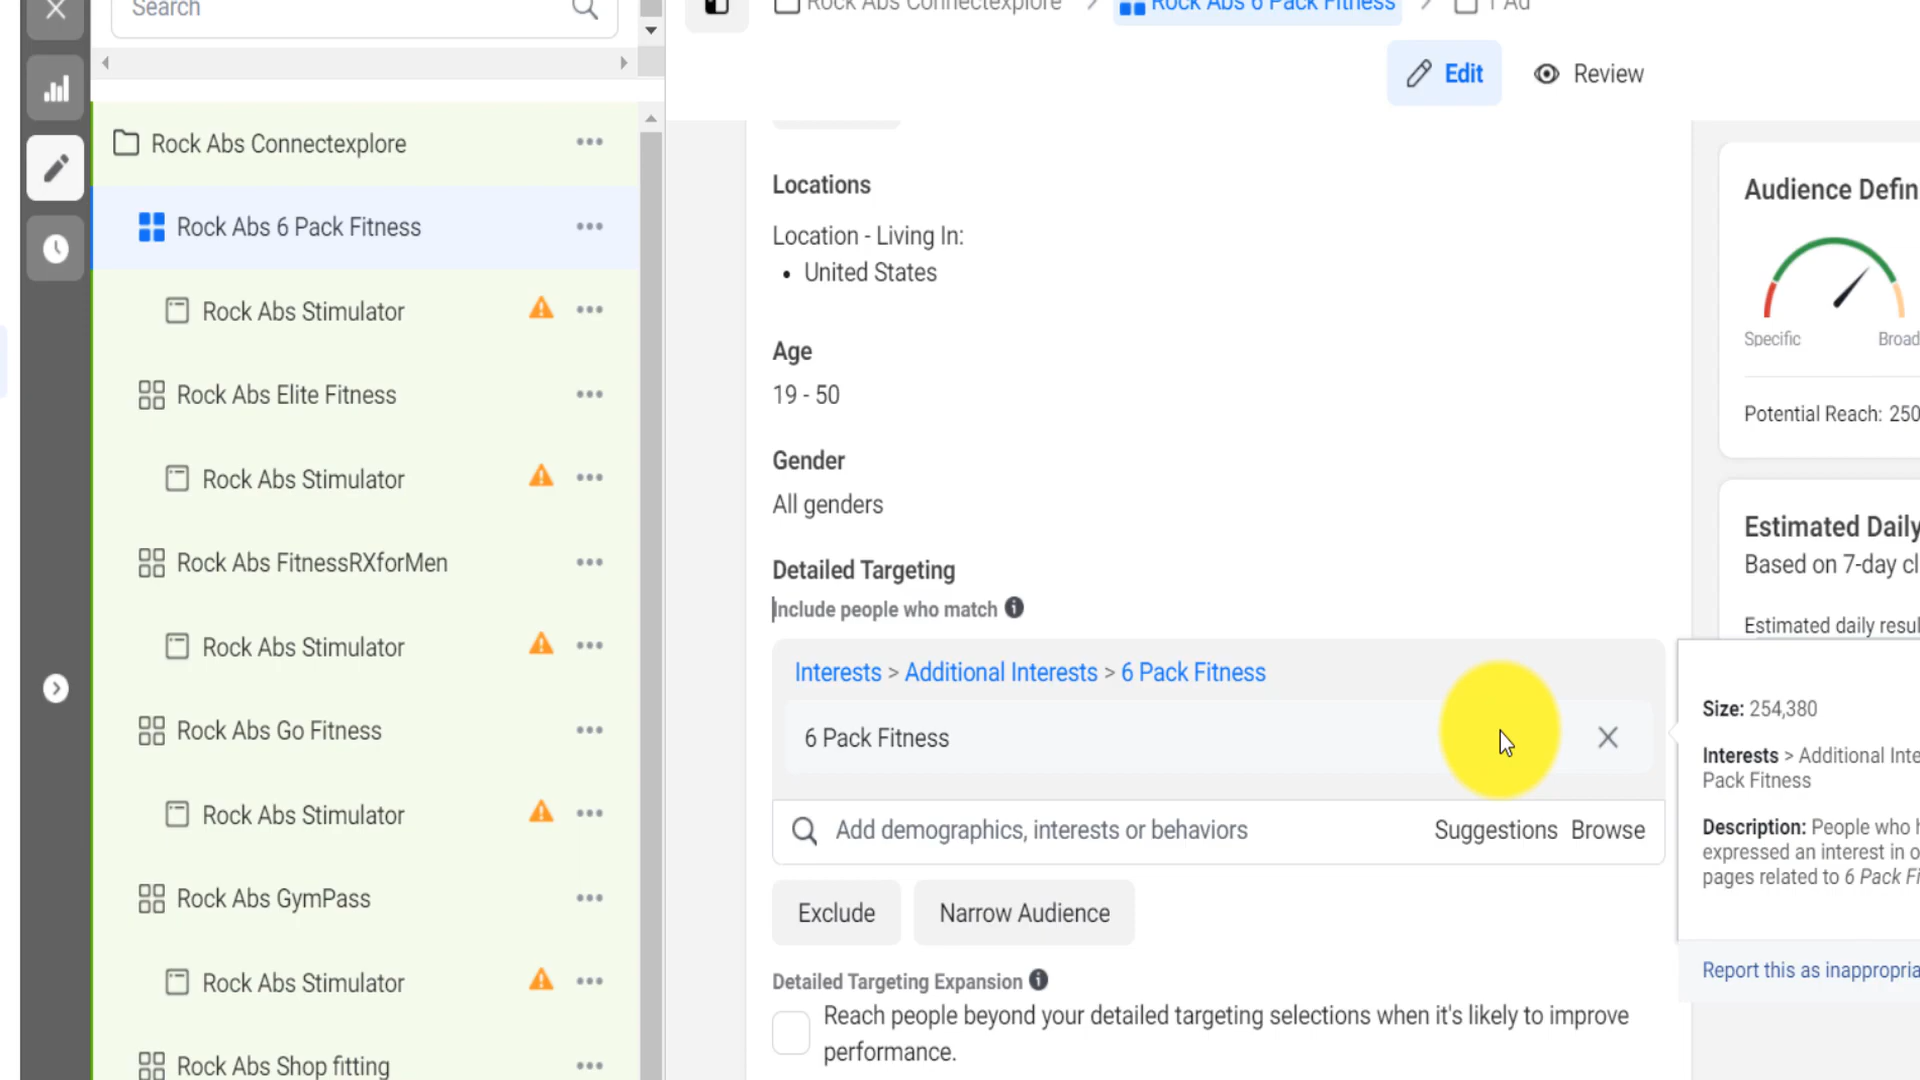 Search
Rock Abs Connectexplore
Rock Abs 6 Pack Fitness
Rock Abs Stimulator
Rock Abs Elite Fitness
Rock Abs Stimulator
Rock Abs FitnessRXforMen
Rock Abs Stimulator
Rock Abs Go Fitness
Rock Abs Stimulator
Rock Abs GymPass
Rock Abs Stimulator
Rock Abs Shop fitting
Rock Abs Connectexplore > Rock Abs 6 Pack Fitness > 1 Ad
Edit Review
Locations
Location - Living In:
• United States
Age
19 - 50
Gender
All genders
Detailed Targeting
Include people who match
Interests > Additional Interests > 6 Pack Fitness
6 Pack Fitness
Add demographics, interests or behaviors Suggestions Browse
Exclude Narrow Audience
Detailed Targeting Expansion
Reach people beyond your detailed targeting selections when it's likely to improve
performance.
Audience Defin
Specific Broad
Potential Reach: 250
Estimated Daily
Based on 7-day cl
Estimated daily resul
Size: 254,380
Interests > Additional Inte
Pack Fitness
Description: People who h
expressed an interest in o
pages related to 6 Pack Fi
Report this as inappropria